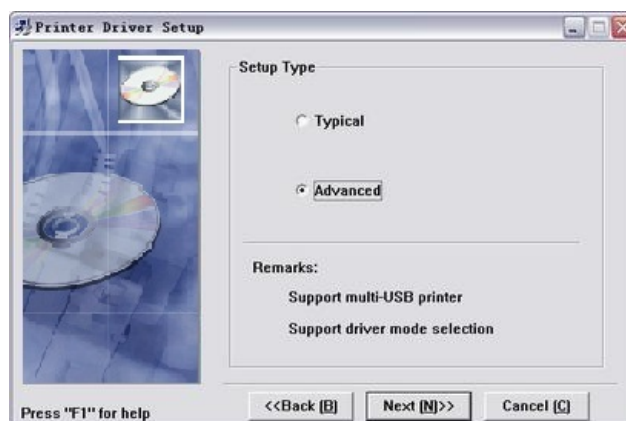 Printer Driver Setup
Setup Type
Typical
Advanced
Remarks:
Support multi-USB printer
Support driver mode selection
Press "F1" for help
<<Back (B)
Next (N)>>
Cancel (C)